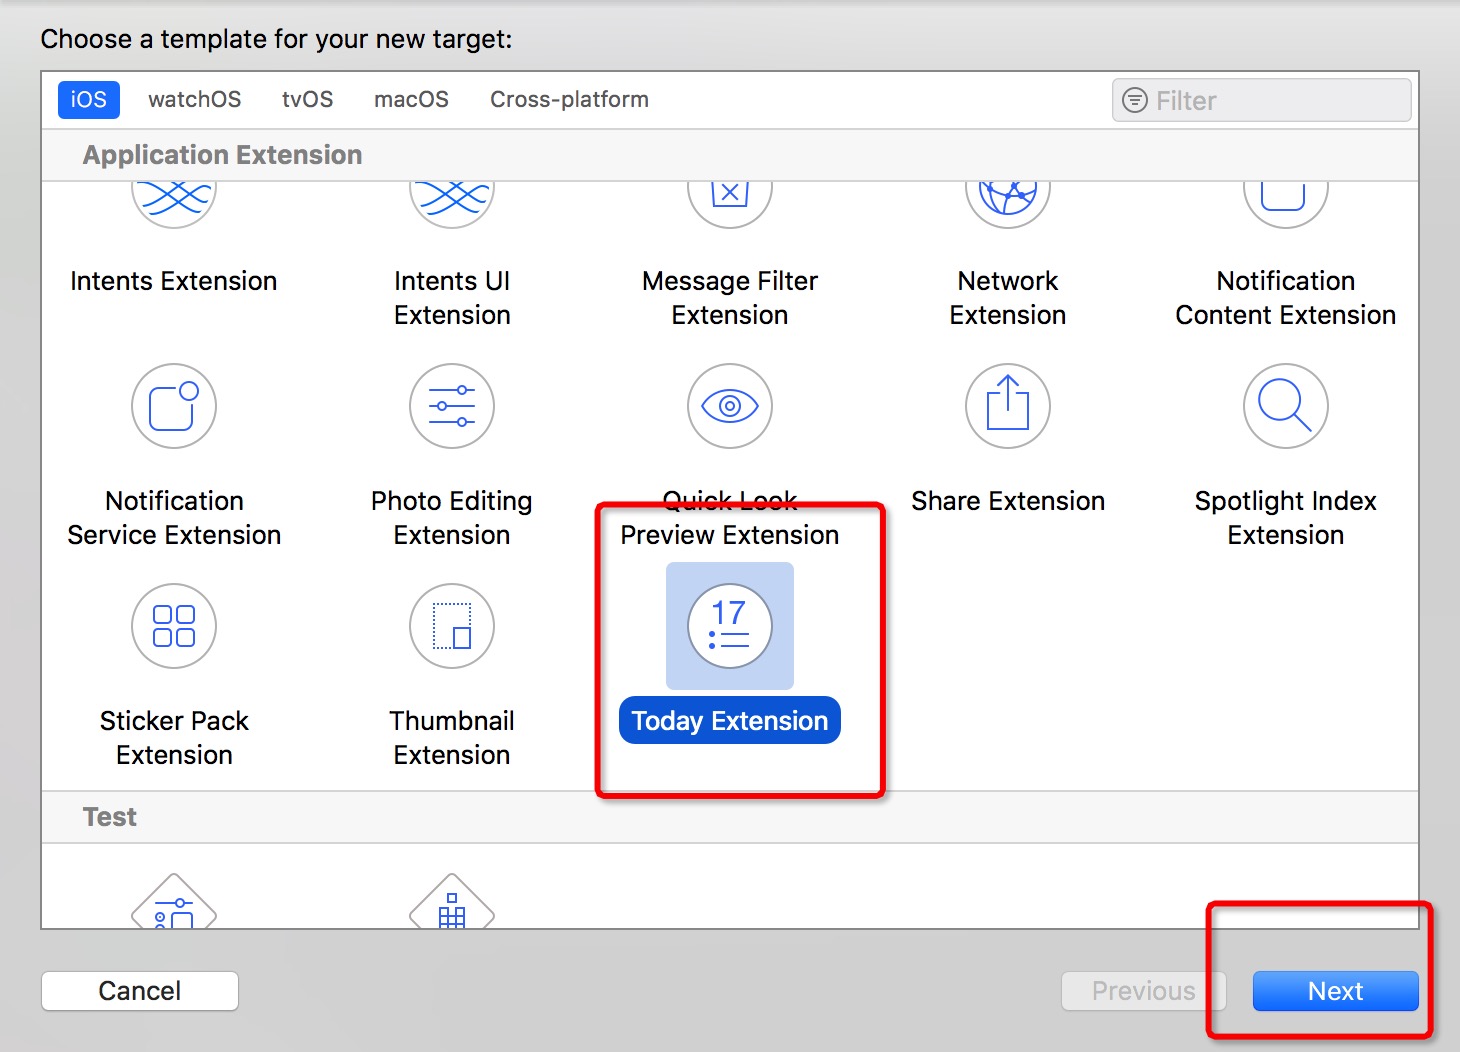 Choose a template for your new target:
iOS watchOS tvOS macOS Cross-platform Filter
Application Extension
Intents Extension Intents UI Message Filter Network Notification
Extension Extension Extension Content Extension
Notification Photo Editing Quick Look Share Extension Spotlight Index
Service Extension Extension Preview Extension Extension
17
Sticker Pack Thumbnail Today Extension
Extension Extension
Test
Cancel Previous Next